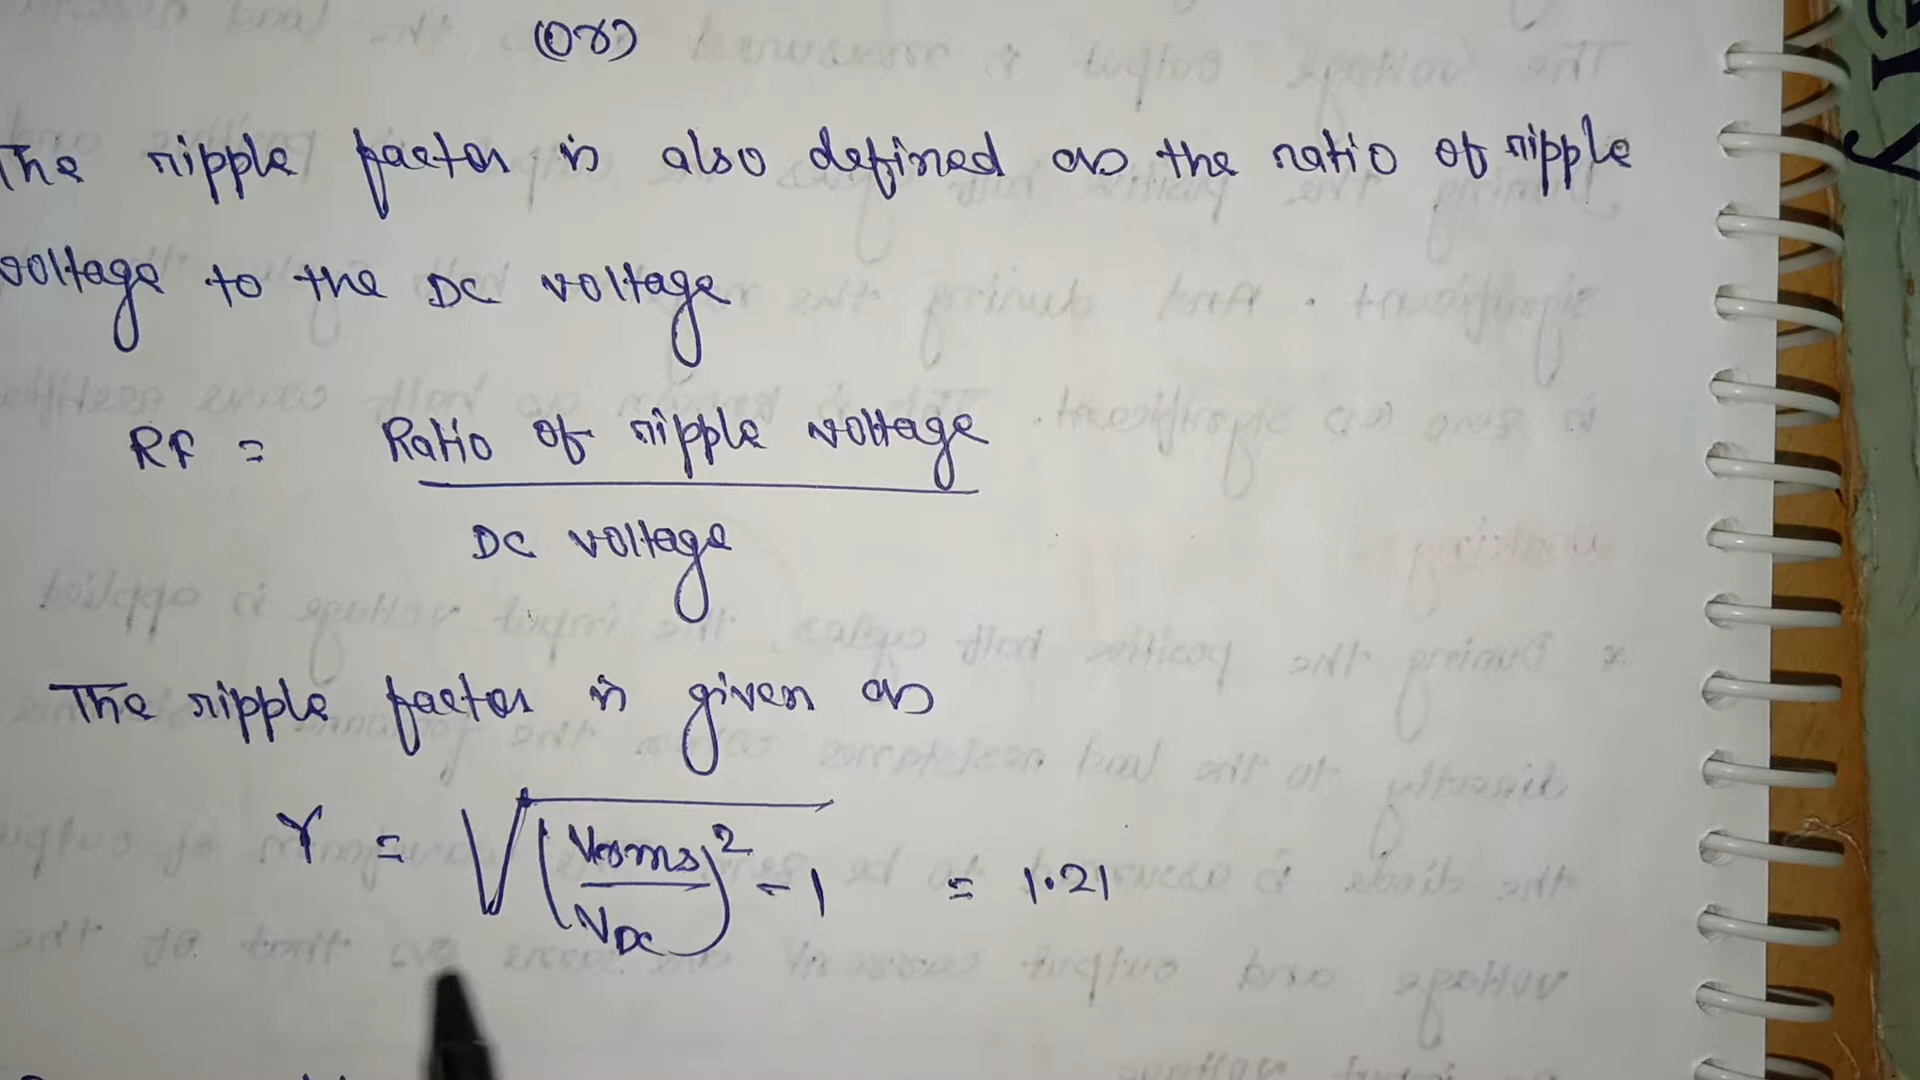 (or)
The ripple factor is also defined as the ratio of ripple
voltage to the DC voltage
RF = Ratio of ripple voltage
DC voltage
The ripple factor is given as
γ = √(Vrms/VDC)² - 1 = 1.21